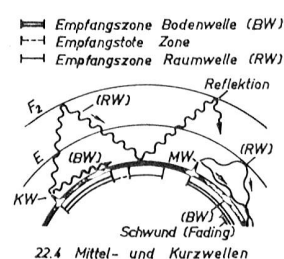 Empfangszone Bodenwelle (BW)
Empfangstote Zone
Empfangszone Raumwelle (RW)
Reflektion
F2
(RW)
E
(BW)
MW
(RW)
KW
(BW)
Schwund (Fading)
22.4 Mittel- und Kurzwellen